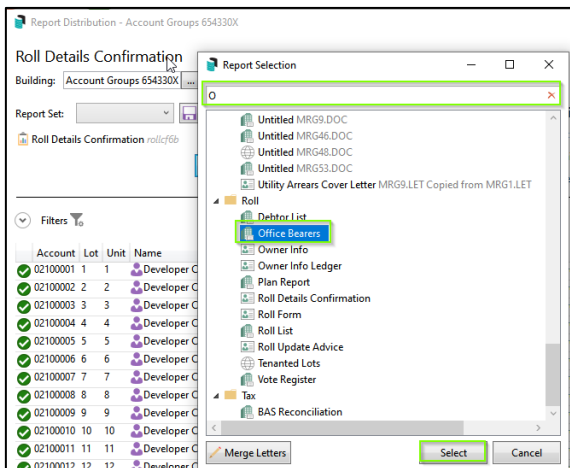 Report Distribution - Account Groups 654330X
Roll Details Confirmation
Building: Account Groups 654330X ...
Report Set:
Roll Details Confirmation rollcf6b
Filters
Account Lot Unit Name
02100001 1 1 Developer C
02100002 2 2 Developer C
02100003 3 3 Developer C
02100004 4 4 Developer C
02100005 5 5 Developer C
02100006 6 6 Developer C
02100007 7 7 Developer C
02100008 8 8 Developer C
02100009 9 9 Developer C
02100010 10 10 Developer C
02100011 11 11 Developer C
02100012 12 12 Developer C
Report Selection
O
Untitled MRG9.DOC
Untitled MRG46.DOC
Untitled MRG48.DOC
Untitled MRG53.DOC
Utility Arrears Cover Letter MRG9.LET Copied from MRG1.LET
Roll
Debtor List
Office Bearers
Owner Info
Owner Info Ledger
Plan Report
Roll Details Confirmation
Roll Form
Roll List
Roll Update Advice
Tenanted Lots
Vote Register
Tax
BAS Reconciliation
Merge Letters
Select
Cancel